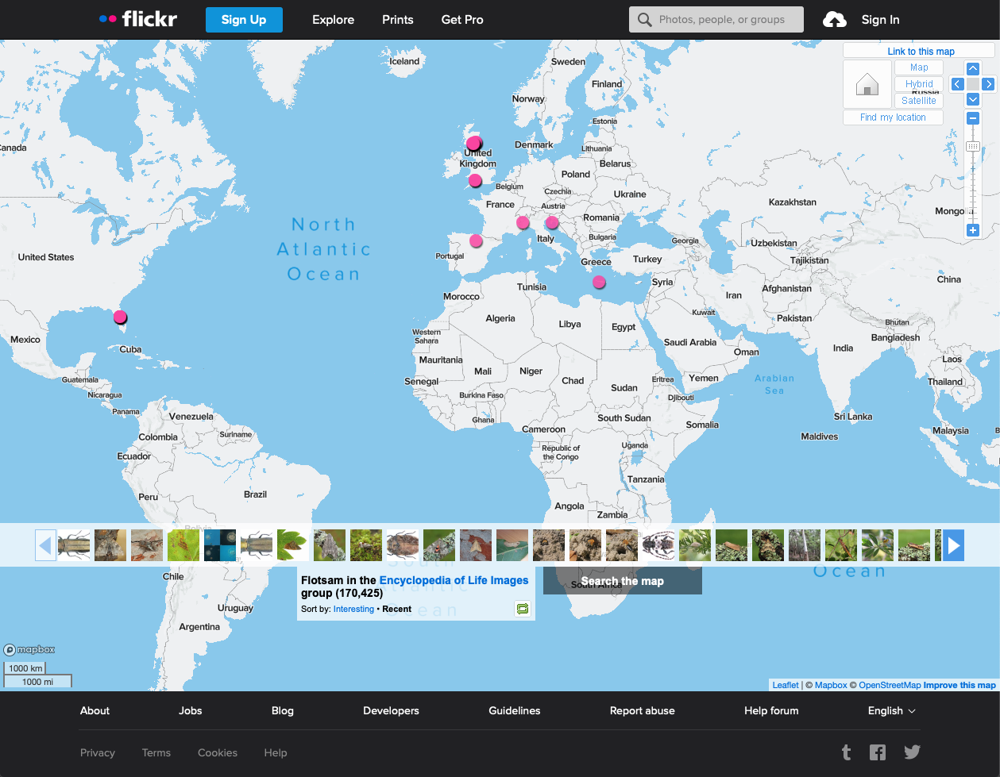 flickr
Sign Up
Explore
Prints
Get Pro
Photos, people, or groups
Sign In
Link to this map
Map
Hybrid
Satellite
Find my location
Russia
Iceland
Sweden
Finland
Norway
Estonia
Canada
Denmark
Lithuania
United
Kingdom
Belarus
Poland
Belgium
Czechia
Ukraine
France
Austria
Kazakhstan
Mongo
Romania
North
Atlantic
Ocean
Italy
Bulgaria
Georgia
Uzbekistan
United States
Portugal
Greece
Turkey
Tajikistan
Syria
China
Tunisia
Afghanistan
Iran
Morocco
Kuwait
Pakistan
Algeria
Libya
Egypt
Bhutan
Bangladesh
Mexico
Western
Sahara
Saudi Arabia
Oman
India
Cuba
Mauritania
Laos
Mali
Niger
Chad
Guatemala
Senegal
Sudan
Eritrea
Yemen
Arabian
Sea
Thailand
Nicaragua
Burkina Faso
Djibouti
Panama
Venezuela
Ghana
South Sudan
Somalia
Sri Lanka
Cameroon
Malaysia
Colombia
Suriname
Maldives
Republic of
the Congo
Uganda
Ecuador
Tanzania
Peru
Brazil
Angola
Zambia
Bolivia
South
Atlantic
Ocean
Chile
Flotsam in the Encyclopedia of Life Images
group (170,425)
Sort by: Interesting • Recent
Search the map
South Africa
Ocean
Uruguay
Argentina
mapbox
1000 km
1000 mi
Leaflet | © Mapbox © OpenStreetMap Improve this map
About
Jobs
Blog
Developers
Guidelines
Report abuse
Help forum
English
Privacy
Terms
Cookies
Help